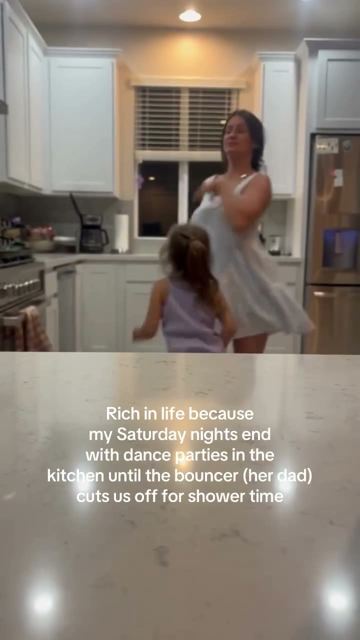 Rich in life because
my Saturday nights end
with dance parties in the
kitchen until the bouncer (her dad)
cuts us off for shower time